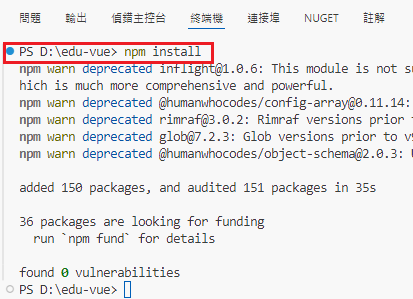 問題 輸出 偵錯主控台 終端機 連接埠 NUGET 註解
PS D:\edu-vue> npm install
npm warn deprecated inflight@1.0.6: This module is not su
hich is much more comprehensive and powerful.
npm warn deprecated @humanwhocodes/config-array@0.11.14:
npm warn deprecated rimraf@3.0.2: Rimraf versions prior t
npm warn deprecated glob@7.2.3: Glob versions prior to v9
npm warn deprecated @humanwhocodes/object-schema@2.0.3: U
added 150 packages, and audited 151 packages in 35s
36 packages are looking for funding
run `npm fund` for details
found 0 vulnerabilities
PS D:\edu-vue>